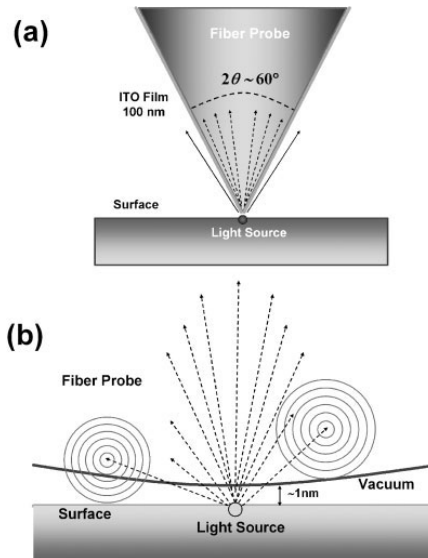 (a)
Fiber Probe
2θ ~ 60°
ITO Film
100 nm
Surface
Light Source
(b)
Fiber Probe
~1nm
Vacuum
Surface
Light Source